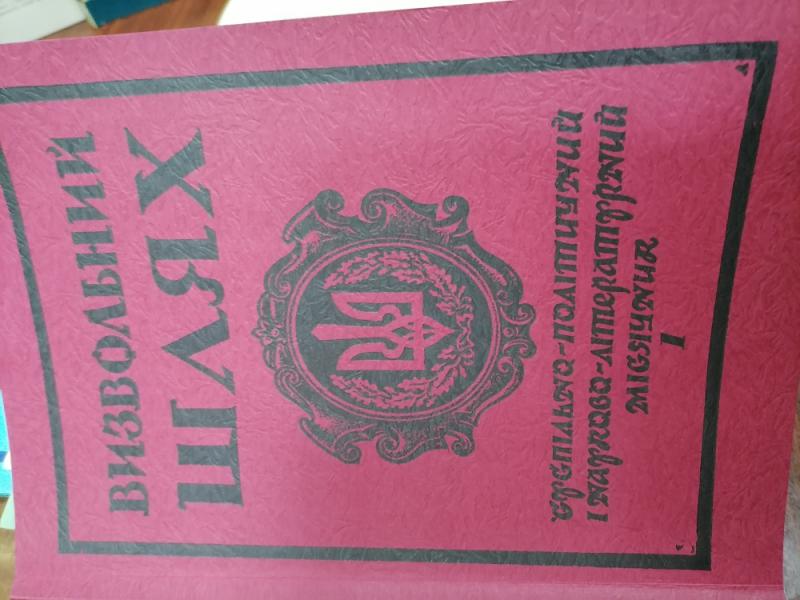 ВИЗВОЛЬНИЙ
ШЛЯХ
СУСПІЛЬНО-ПОЛІТИЧНИЙ
І НАУКОВО-ЛІТЕРАТУРНИЙ
МІСЯЧНИК
І